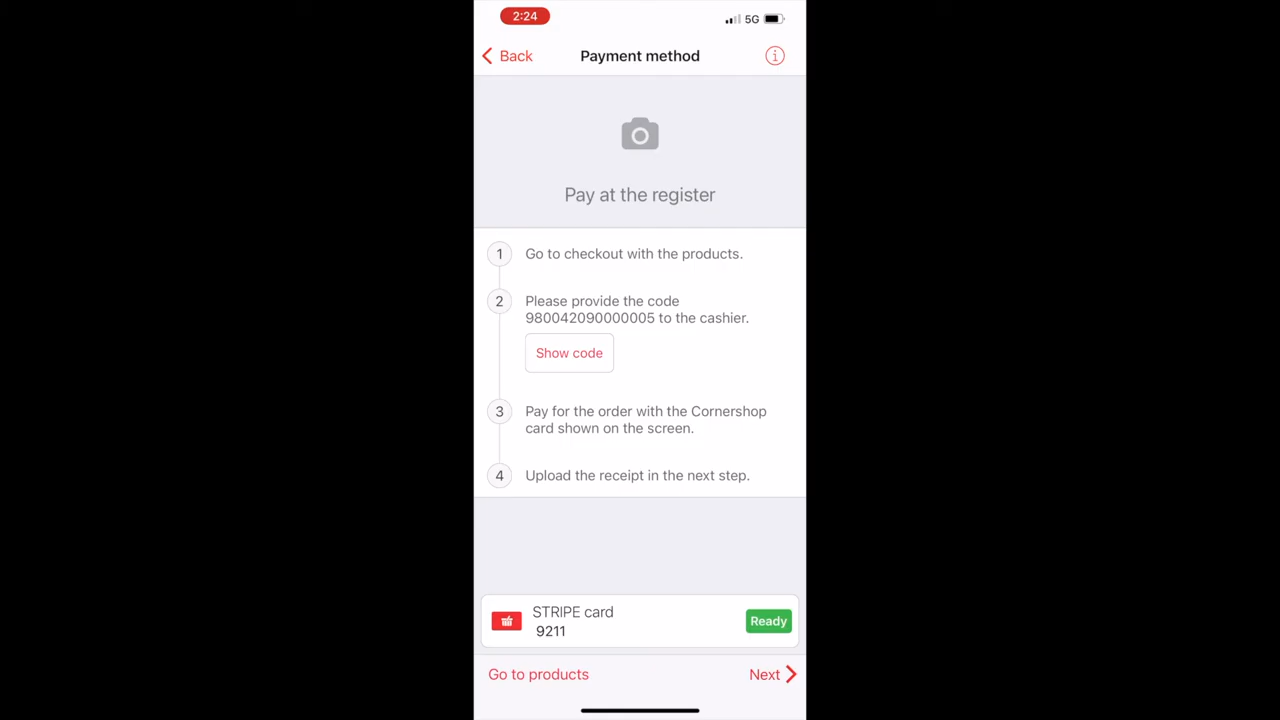 2:24
5G
Back
Payment method
Pay at the register
1
Go to checkout with the products.
2
Please provide the code
980042090000005 to the cashier.
Show code
3
Pay for the order with the Cornershop
card shown on the screen.
4
Upload the receipt in the next step.
STRIPE card
9211
Ready
Go to products
Next